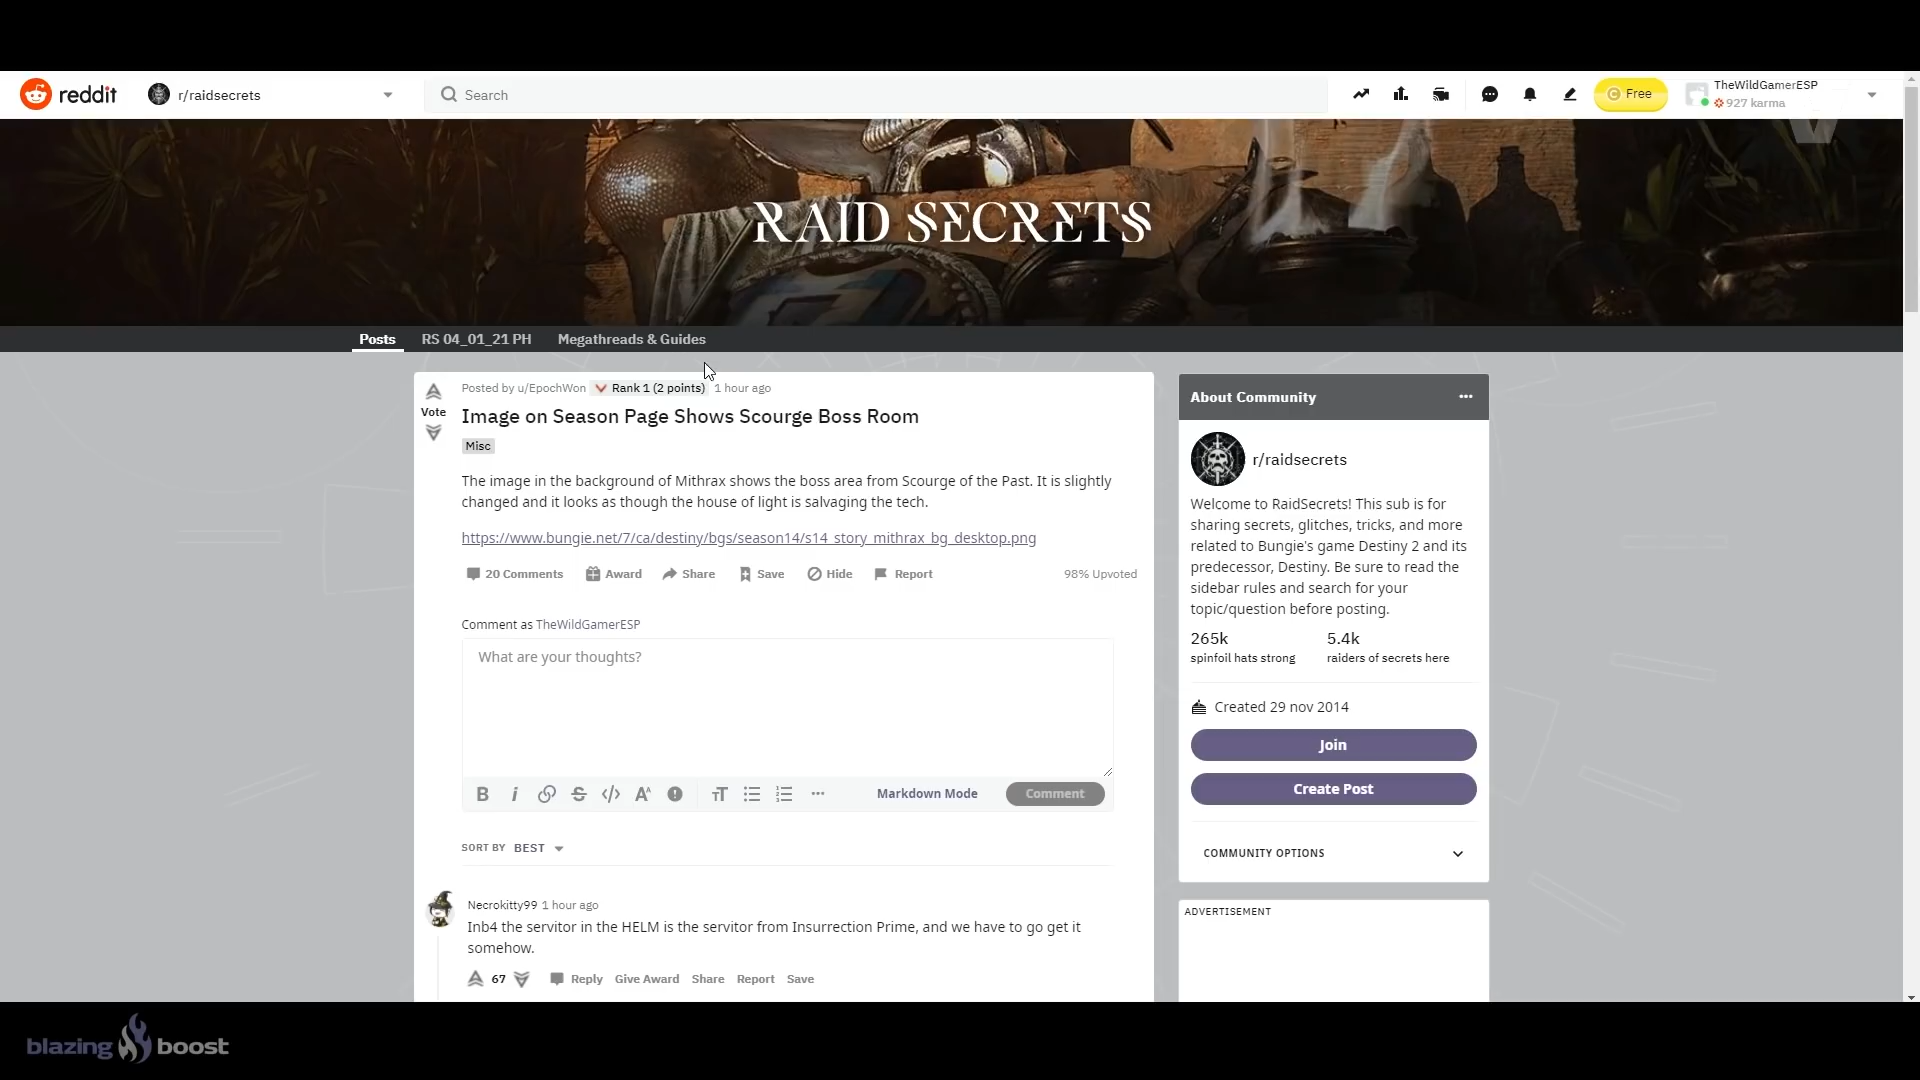 reddit r/raidsecrets Search Free TheWildGamerESP
927 karma
RAID SECRETS
Posts RS 04_01_21 PH Megathreads & Guides
Posted by u/EpochWon Rank 1 (2 points) 1 hour ago
Vote
Image on Season Page Shows Scourge Boss Room
Misc
The image in the background of Mithrax shows the boss area from Scourge of the Past. It is slightly
changed and it looks as though the house of light is salvaging the tech.
https://www.bungie.net/7/ca/destiny/bgs/season14/s14_story_mithrax_bg_desktop.png
20 Comments Award Share Save Hide Report 98% Upvoted
Comment as TheWildGamerESP
What are your thoughts?
B i Markdown Mode Comment
SORT BY BEST
Necrokitty99 1 hour ago
Inb4 the servitor in the HELM is the servitor from Insurrection Prime, and we have to go get it
somehow.
67 Reply Give Award Share Report Save
About Community
r/raidsecrets
Welcome to RaidSecrets! This sub is for
sharing secrets, glitches, tricks, and more
related to Bungie's game Destiny 2 and its
predecessor, Destiny. Be sure to read the
sidebar rules and search for your
topic/question before posting.
265k 5.4k
spinfoil hats strong raiders of secrets here
Created 29 nov 2014
Join
Create Post
COMMUNITY OPTIONS
ADVERTISEMENT
blazing boost